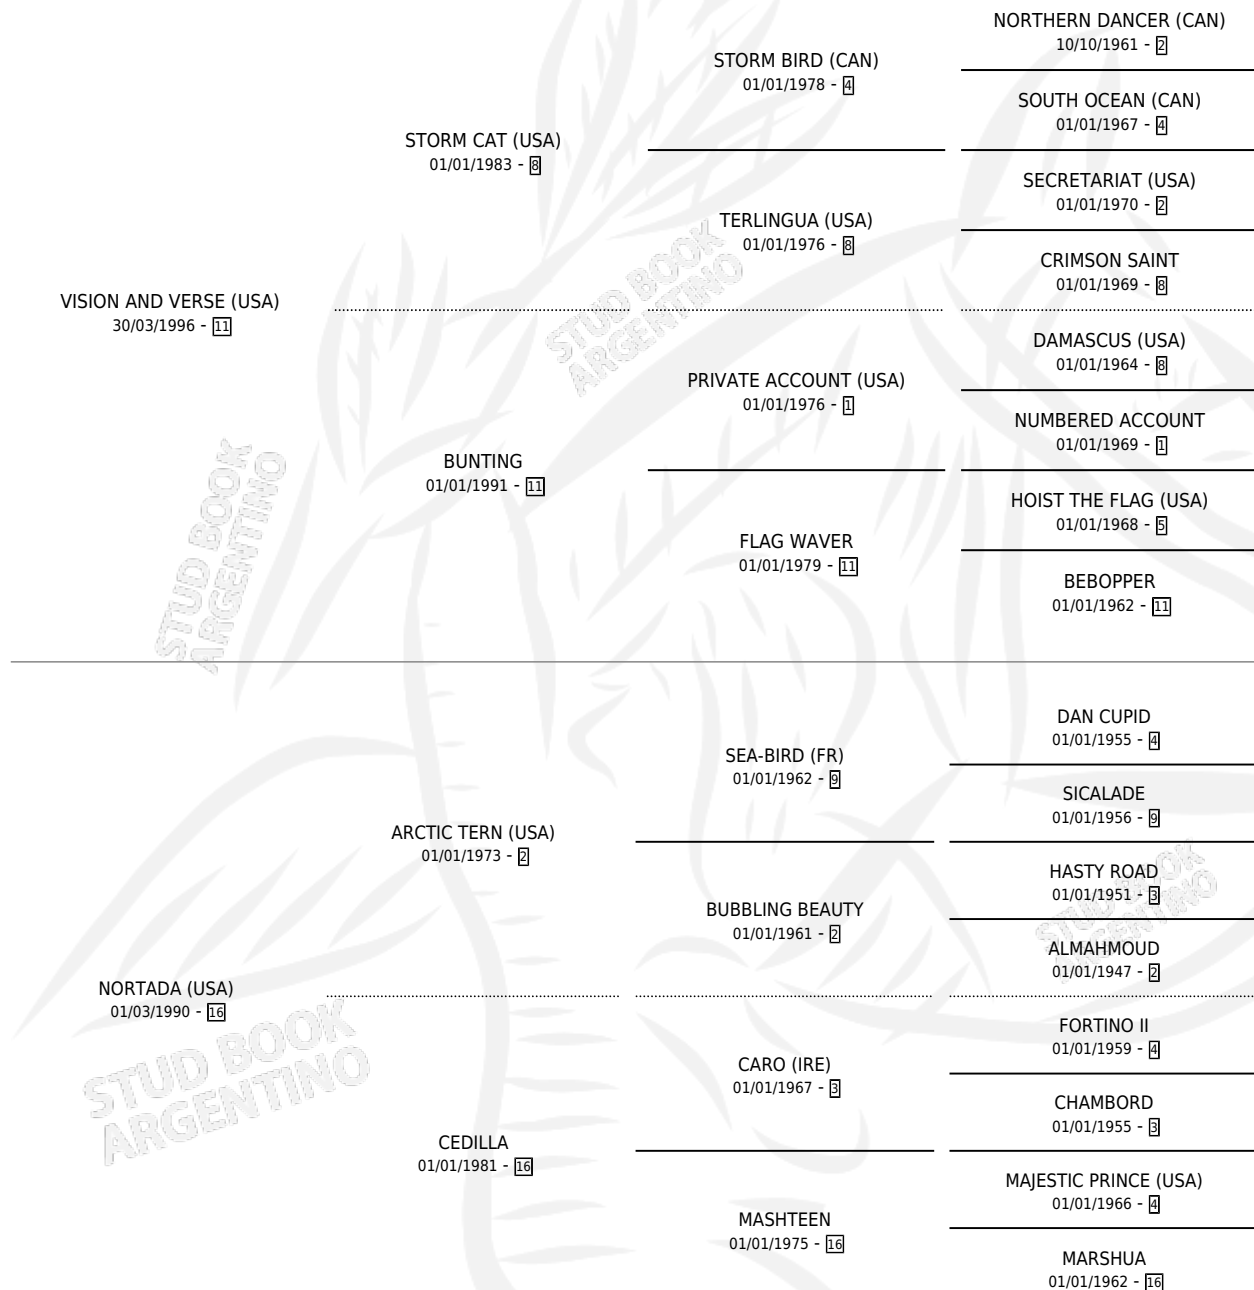 NORTHERN DANCER (CAN)
10/10/1961 - 2
STORM BIRD (CAN)
01/01/1978 - 4
SOUTH OCEAN (CAN)
01/01/1967 - 4
STORM CAT (USA)
01/01/1983 - 8
SECRETARIAT (USA)
01/01/1970 - 2
TERLINGUA (USA)
01/01/1976 - 8
CRIMSON SAINT
01/01/1969 - 8
VISION AND VERSE (USA)
30/03/1996 - 11
DAMASCUS (USA)
01/01/1964 - 8
PRIVATE ACCOUNT (USA)
01/01/1976 - 1
NUMBERED ACCOUNT
01/01/1969 - 1
BUNTING
01/01/1991 - 11
HOIST THE FLAG (USA)
01/01/1968 - 5
FLAG WAVER
01/01/1979 - 11
BEBOPPER
01/01/1962 - 11
DAN CUPID
01/01/1955 - 4
SEA-BIRD (FR)
01/01/1962 - 9
SICALADE
01/01/1956 - 9
ARCTIC TERN (USA)
01/01/1973 - 2
HASTY ROAD
01/01/1951 - 3
BUBBLING BEAUTY
01/01/1961 - 2
ALMAHMOUD
01/01/1947 - 2
NORTADA (USA)
01/03/1990 - 16
FORTINO II
01/01/1959 - 4
CARO (IRE)
01/01/1967 - 3
CHAMBORD
01/01/1955 - 3
CEDILLA
01/01/1981 - 16
MAJESTIC PRINCE (USA)
01/01/1966 - 4
MASHTEEN
01/01/1975 - 16
MARSHUA
01/01/1962 - 16
STUD BOOK
ARGENTINO
STUD BOOK
ARGENTINO
STUD BOOK
ARGENTINO
STUD BOOK
ARGENTINO